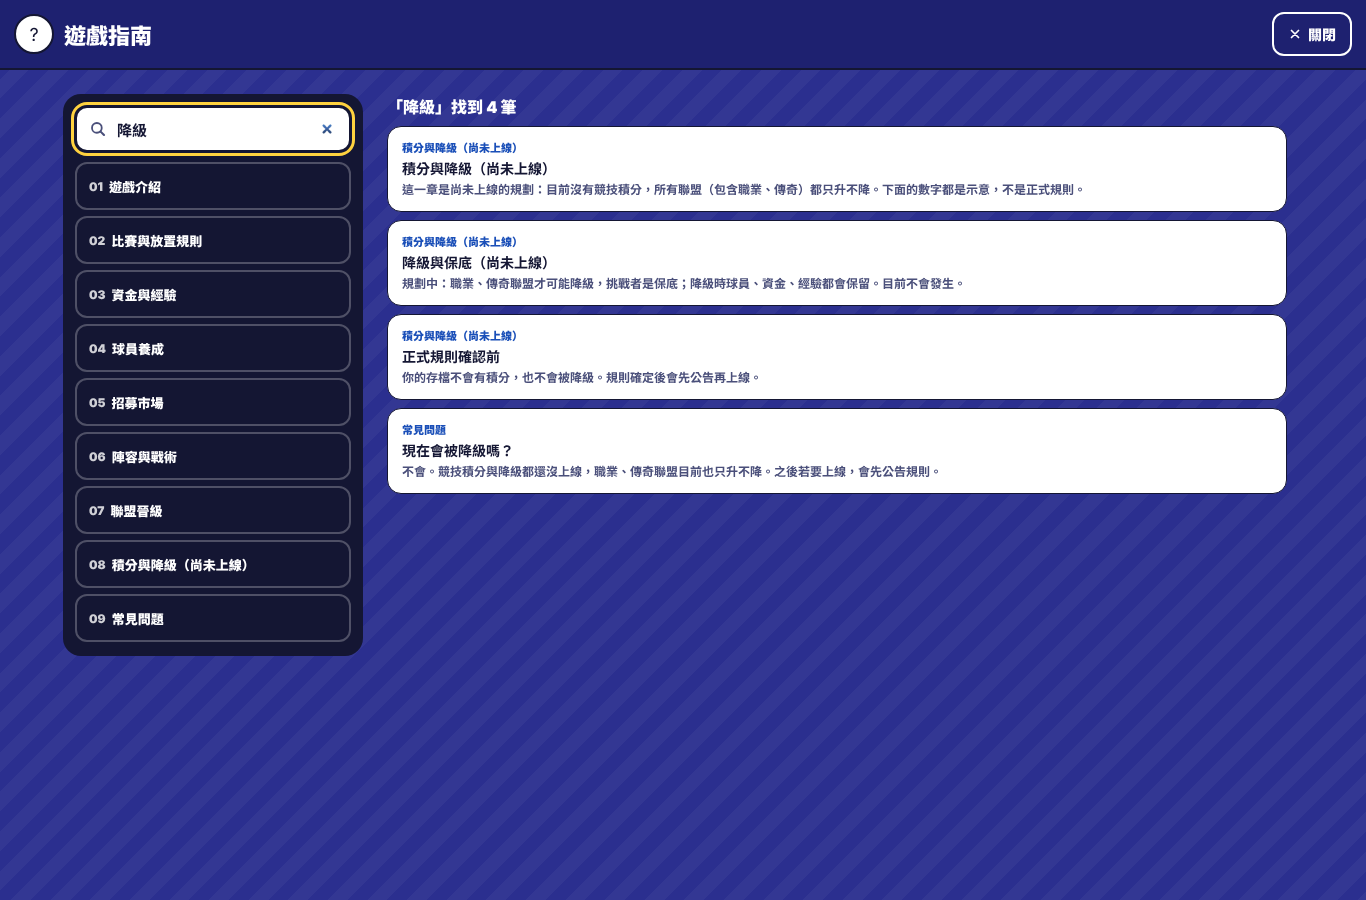 ?
遊戲指南
× 關閉
降級 ×
01 遊戲介紹
02 比賽與放置規則
03 資金與經驗
04 球員養成
05 招募市場
06 陣容與戰術
07 聯盟晉級
08 積分與降級（尚未上線）
09 常見問題
「降級」找到 4 筆
積分與降級（尚未上線）
積分與降級（尚未上線）
這一章是尚未上線的規劃：目前沒有競技積分，所有聯盟（包含職業、傳奇）都只升不降。下面的數字都是示意，不是正式規則。
積分與降級（尚未上線）
降級與保底（尚未上線）
規劃中：職業、傳奇聯盟才可能降級，挑戰者是保底；降級時球員、資金、經驗都會保留。目前不會發生。
積分與降級（尚未上線）
正式規則確認前
你的存檔不會有積分，也不會被降級。規則確定後會先公告再上線。
常見問題
現在會被降級嗎？
不會。競技積分與降級都還沒上線，職業、傳奇聯盟目前也只升不降。之後若要上線，會先公告規則。